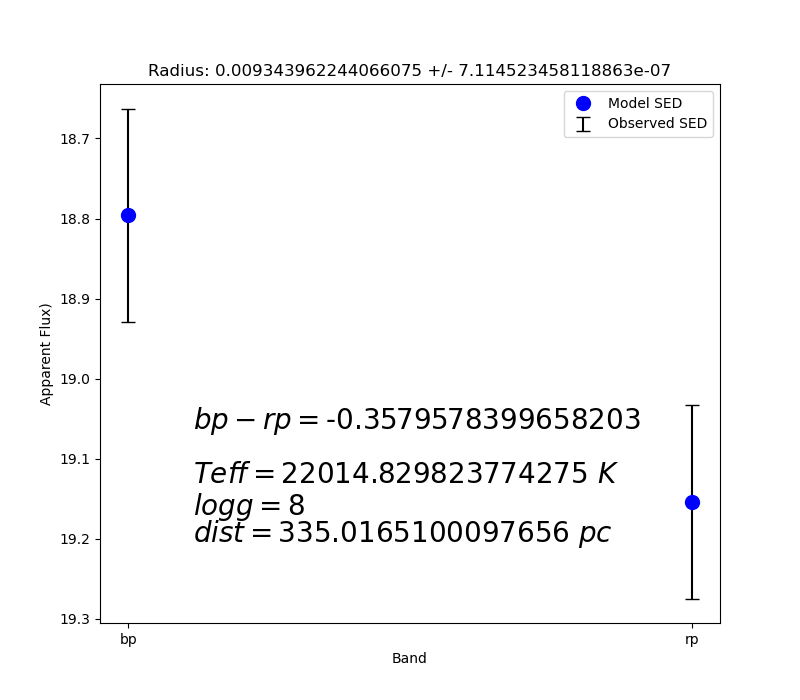 Radius: 0.009343962244066075 +/- 7.114523458118863e-07
Model SED
Observed SED
18.7
18.8
18.9
19.0
19.1
19.2
19.3
Apparent Flux)
bp − rp = -0.3579578399658203
Teff = 22014.829823774275 K
logg = 8
dist = 335.0165100097656 pc
bp
rp
Band